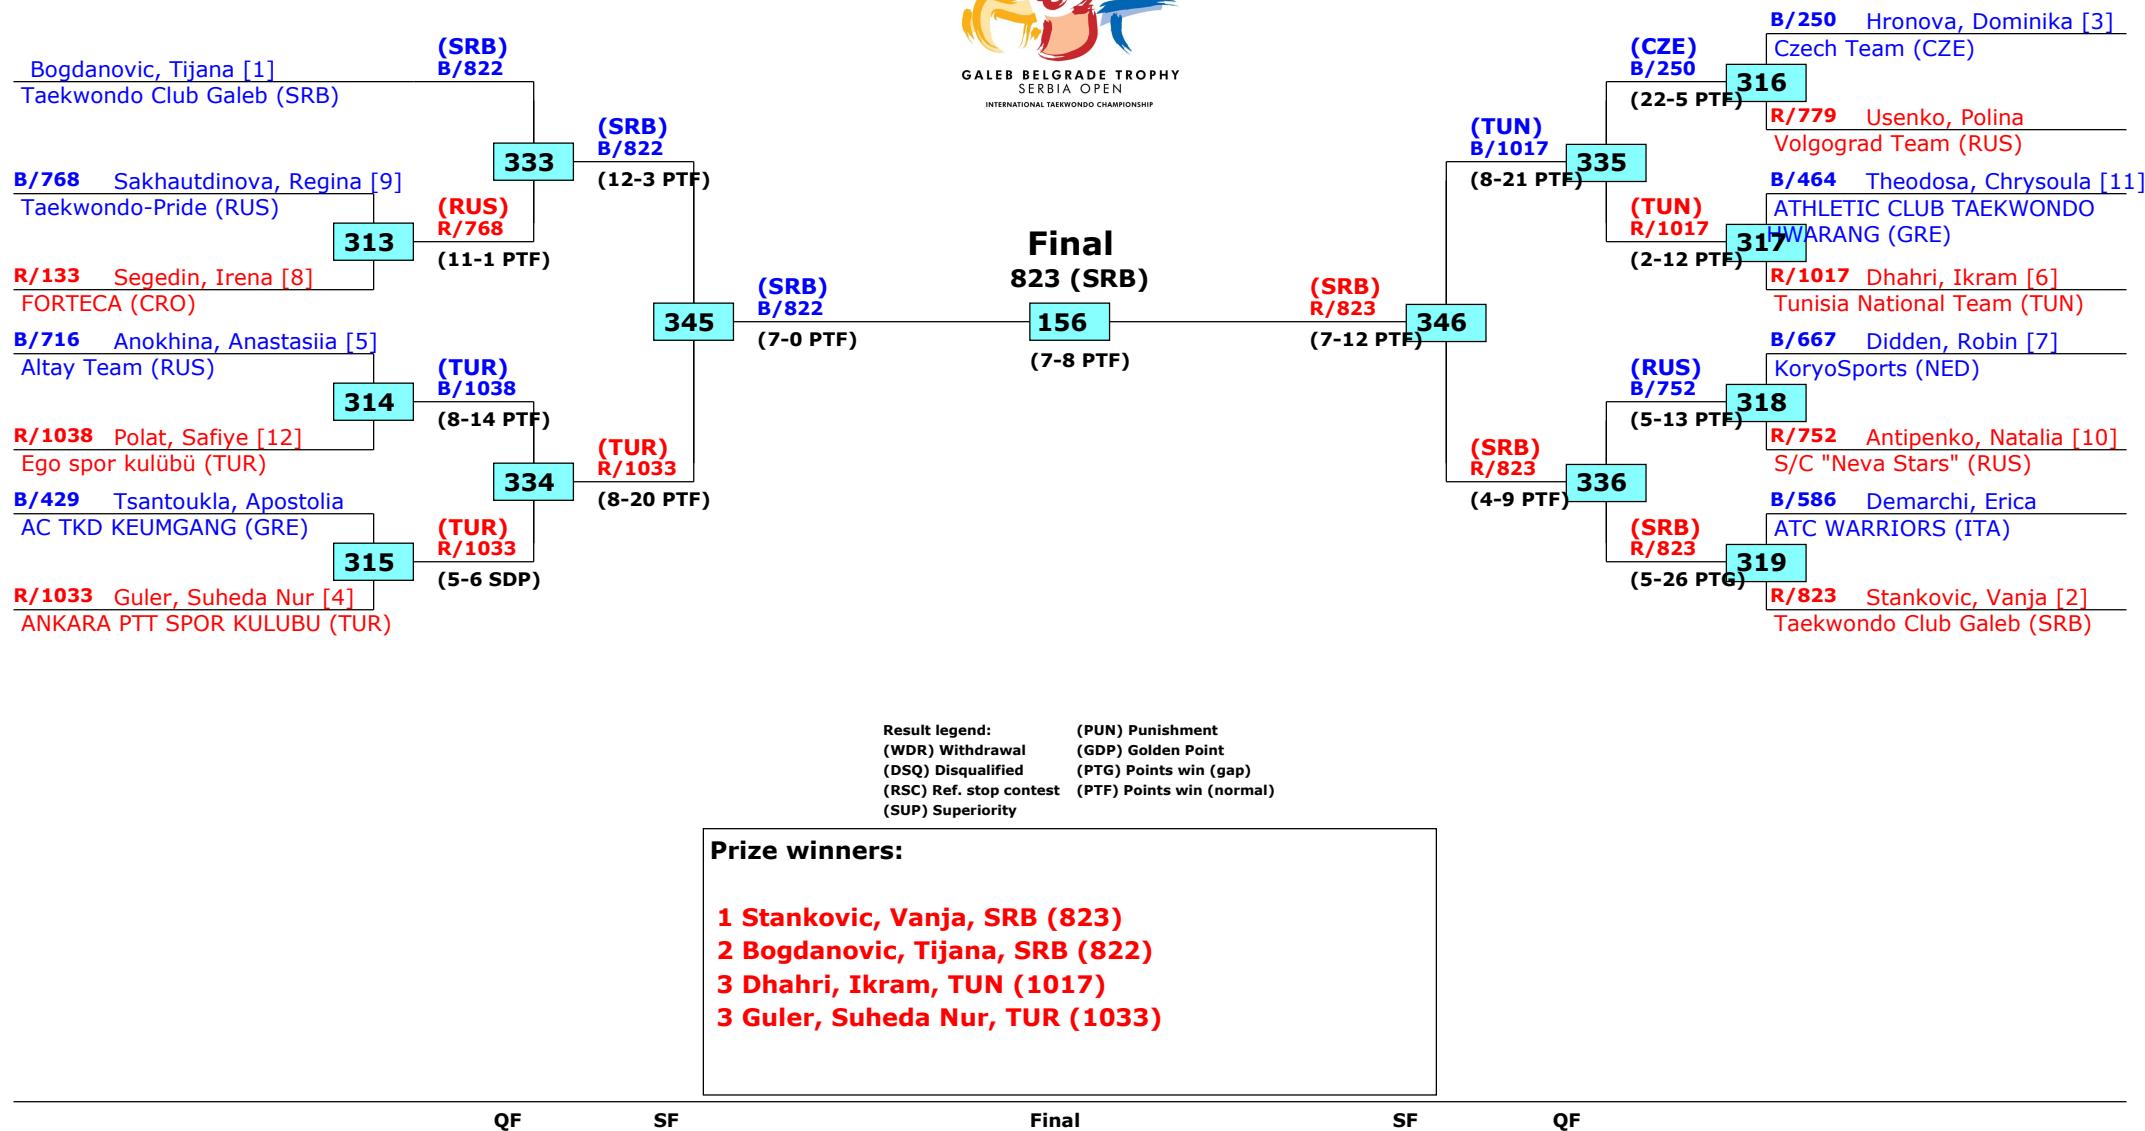 GALEB BELGRADE TROPHY
SERBIA OPEN
INTERNATIONAL TAEKWONDO CHAMPIONSHIP
Bogdanovic, Tijana [1]
Taekwondo Club Galeb (SRB)
(SRB)
B/822
333
(SRB)
B/822
(12-3 PTF)
B/768 Sakhautdinova, Regina [9]
Taekwondo-Pride (RUS)
313
(RUS)
R/768
(11-1 PTF)
R/133 Segedin, Irena [8]
FORTECA (CRO)
345
(SRB)
B/822
(7-0 PTF)
B/716 Anokhina, Anastasiia [5]
Altay Team (RUS)
314
(TUR)
B/1038
(8-14 PTF)
R/1038 Polat, Safiye [12]
Ego spor kulübü (TUR)
334
(TUR)
R/1033
(8-20 PTF)
B/429 Tsantoukla, Apostolia
AC TKD KEUMGANG (GRE)
315
(TUR)
R/1033
(5-6 SDP)
R/1033 Guler, Suheda Nur [4]
ANKARA PTT SPOR KULUBU (TUR)
Final
823 (SRB)
156
(7-8 PTF)
B/250 Hronova, Dominika [3]
Czech Team (CZE)
(CZE)
B/250
316
(22-5 PTF)
R/779 Usenko, Polina
Volgograd Team (RUS)
(TUN)
B/1017
335
(8-21 PTF)
B/464 Theodosa, Chrysoula [11]
ATHLETIC CLUB TAEKWONDO
HWARANG (GRE)
(TUN)
R/1017
317
(2-12 PTF)
R/1017 Dhahri, Ikram [6]
Tunisia National Team (TUN)
(SRB)
R/823
346
(7-12 PTF)
B/667 Didden, Robin [7]
KoryoSports (NED)
(RUS)
B/752
318
(5-13 PTF)
R/752 Antipenko, Natalia [10]
S/C "Neva Stars" (RUS)
(SRB)
R/823
336
(4-9 PTF)
B/586 Demarchi, Erica
ATC WARRIORS (ITA)
(SRB)
R/823
319
(5-26 PTG)
R/823 Stankovic, Vanja [2]
Taekwondo Club Galeb (SRB)
Result legend: (PUN) Punishment
(WDR) Withdrawal (GDP) Golden Point
(DSQ) Disqualified (PTG) Points win (gap)
(RSC) Ref. stop contest (PTF) Points win (normal)
(SUP) Superiority
Prize winners:
1 Stankovic, Vanja, SRB (823)
2 Bogdanovic, Tijana, SRB (822)
3 Dhahri, Ikram, TUN (1017)
3 Guler, Suheda Nur, TUR (1033)
QF SF Final SF QF